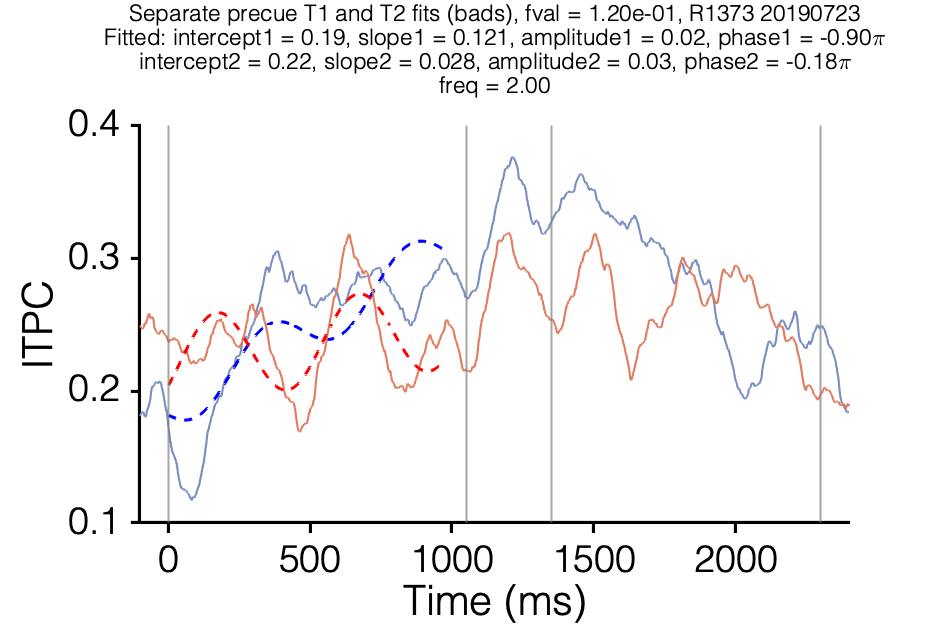 Separate precue T1 and T2 fits (bads), fval = 1.20e-01, R1373 20190723
Fitted: intercept1 = 0.19, slope1 = 0.121, amplitude1 = 0.02, phase1 = -0.90π
intercept2 = 0.22, slope2 = 0.028, amplitude2 = 0.03, phase2 = -0.18π
freq = 2.00
0.4
0.3
0.2
0.1
ITPC
0 500 1000 1500 2000
Time (ms)